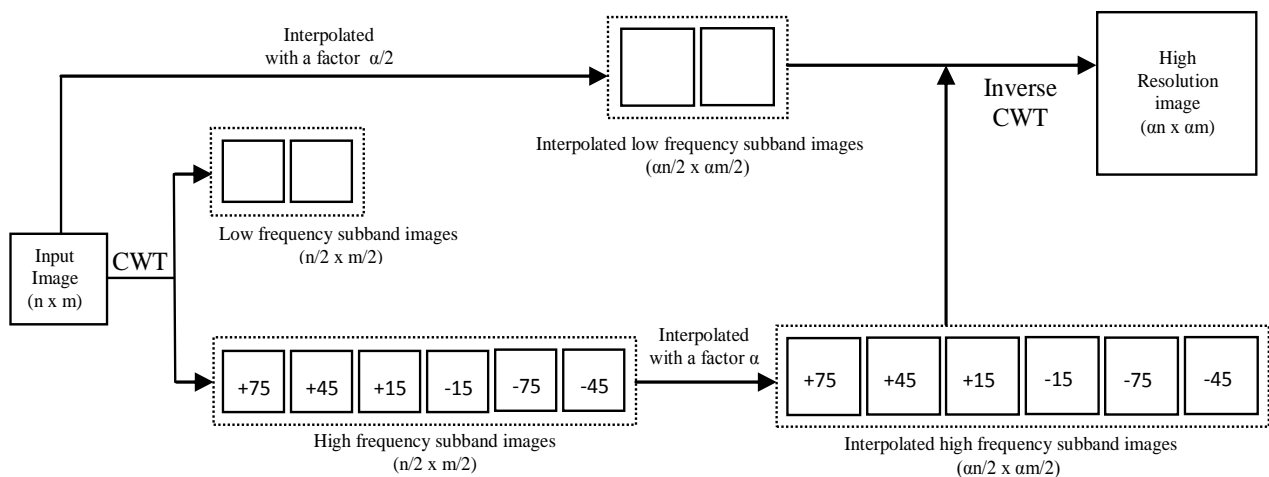 Interpolated
with a factor α/2
Interpolated low frequency subband images
(αn/2 x αm/2)
Inverse
CWT
High
Resolution
image
(αn x αm)
Low frequency subband images
(n/2 x m/2)
Input
Image
(n x m)
CWT
+75 +45 +15 -15 -75 -45
High frequency subband images
(n/2 x m/2)
Interpolated
with a factor α
+75 +45 +15 -15 -75 -45
Interpolated high frequency subband images
(αn/2 x αm/2)